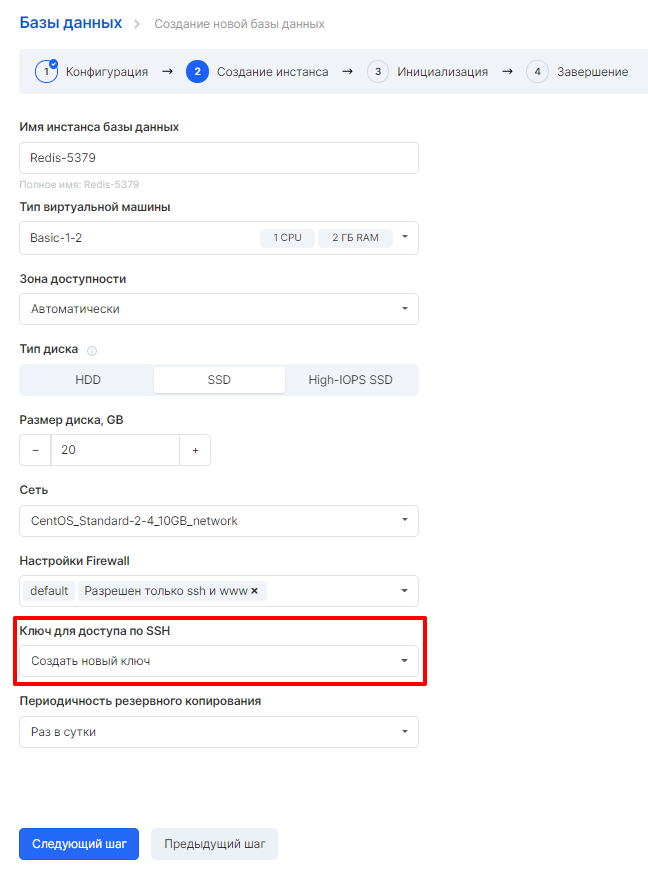 Базы данных > Создание новой базы данных
1 Конфигурация → 2 Создание инстанса → 3 Инициализация → 4 Завершение
Имя инстанса базы данных
Redis-5379
Полное имя: Redis-5379
Тип виртуальной машины
Basic-1-2 1 CPU 2 ГБ RAM
Зона доступности
Автоматически
Тип диска
HDD SSD High-IOPS SSD
Размер диска, GB
− 20 +
Сеть
CentOS_Standard-2-4_10GB_network
Настройки Firewall
default Разрешен только ssh и www ×
Ключ для доступа по SSH
Создать новый ключ
Периодичность резервного копирования
Раз в сутки
Следующий шаг Предыдущий шаг